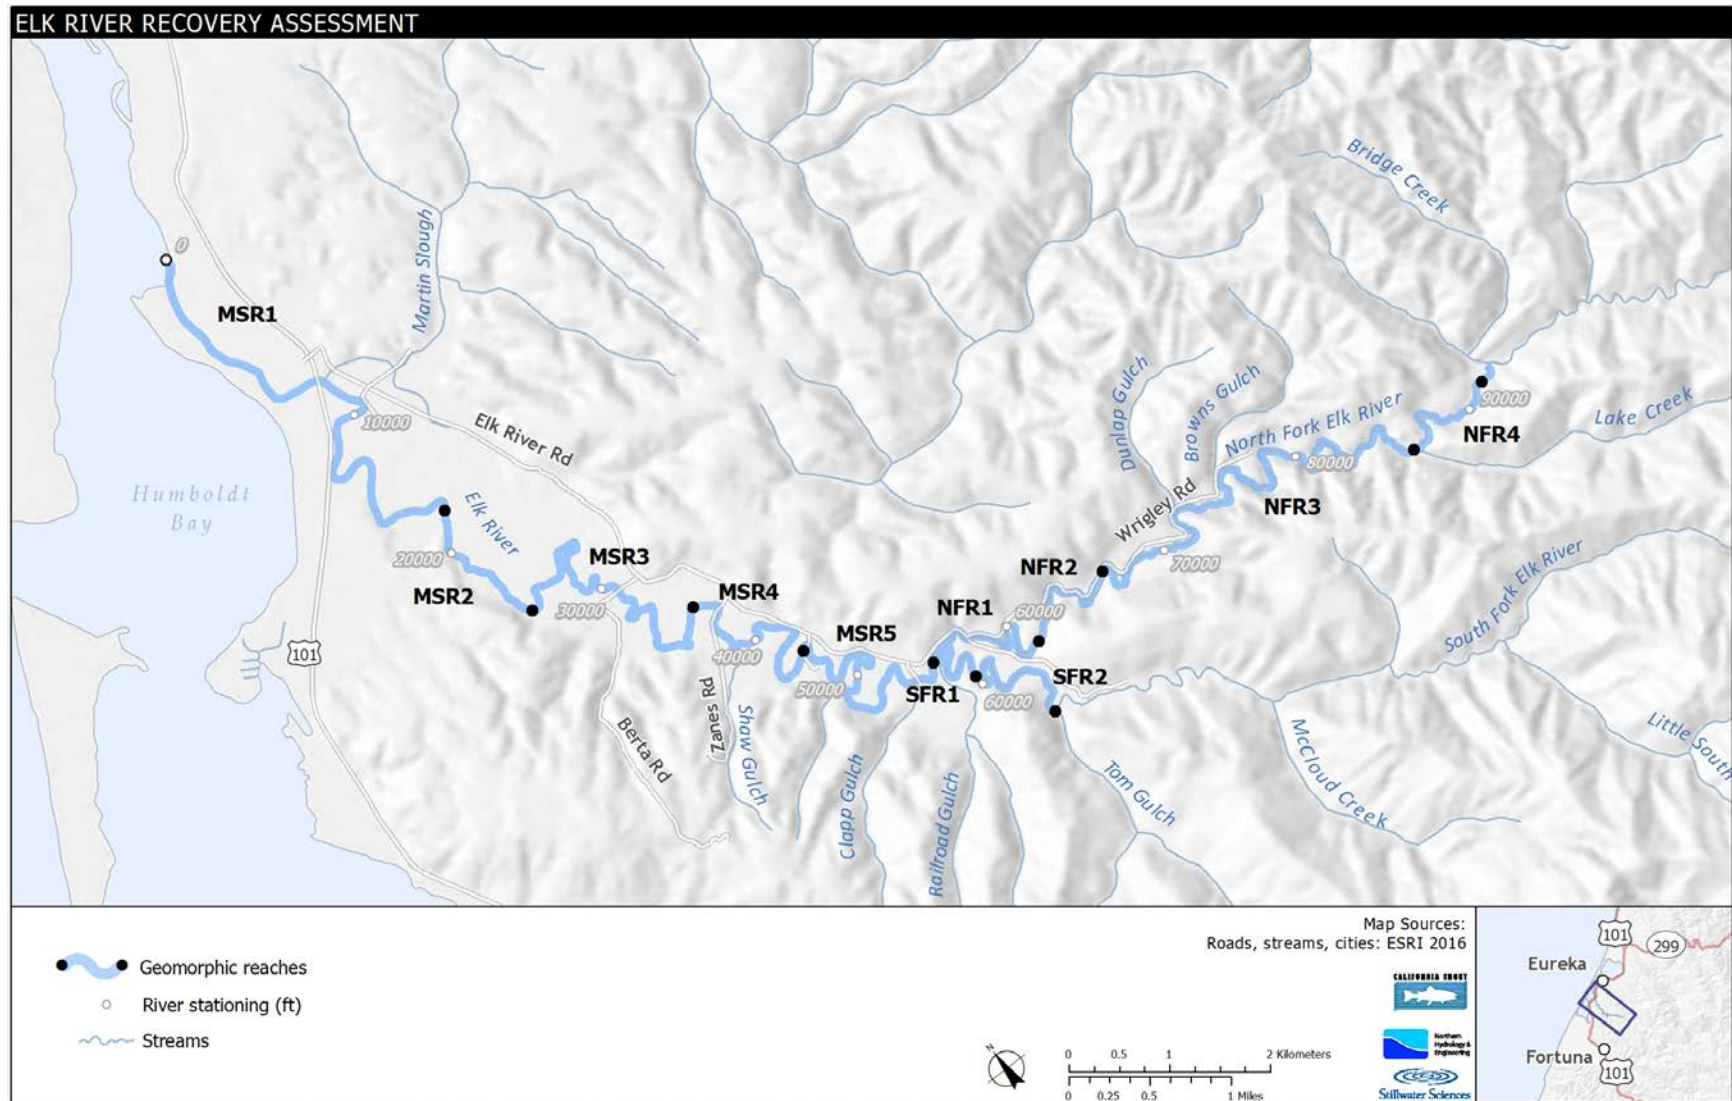 ELK RIVER RECOVERY ASSESSMENT
Bridge Creek
0
Martin Slough
MSR1
Dunlap Gulch
Browns Gulch
North Fork Elk River
90000
Lake Creek
NFR4
10000
Elk River Rd
80000
Humboldt
Bay
Elk River
Wrigley Rd
NFR3
20000
MSR3
NFR2
70000
South Fork Elk River
MSR2
30000
MSR4
NFR1
60000
101
MSR5
40000
50000
SFR1
SFR2
60000
Zanes Rd
Shaw Gulch
Berta Rd
Clapp Gulch
Railroad Gulch
Tom Gulch
McCloud Creek
Little South
Geomorphic reaches
River stationing (ft)
Streams
N
0 0.5 1 2 Kilometers
0 0.25 0.5 1 Miles
Map Sources:
Roads, streams, cities: ESRI 2016
CALIFORNIA TROUT
Northern
Hydrology &
Engineering
Stillwater Sciences
101
299
Eureka
Fortuna
101